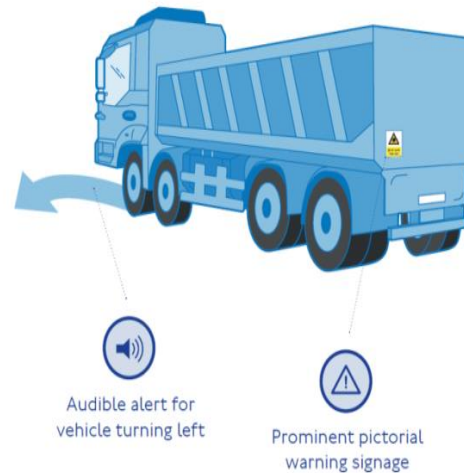 Audible alert for
vehicle turning left
Prominent pictorial
warning signage